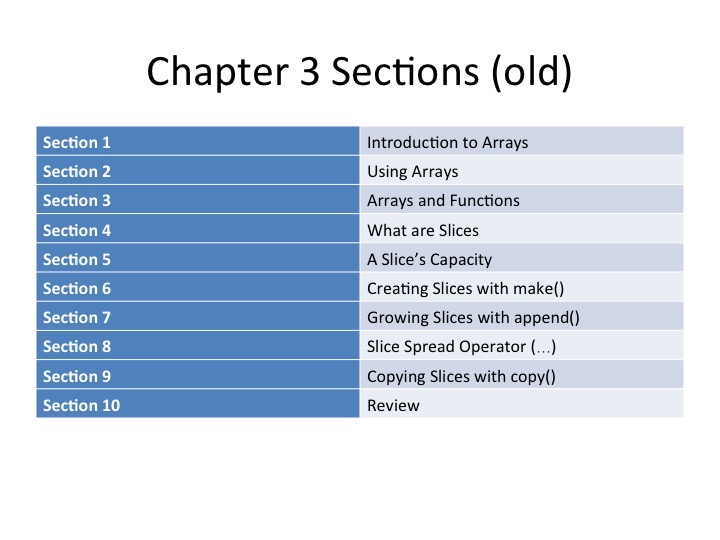 Chapter 3 Sections (old)
Section 1 Introduction to Arrays
Section 2 Using Arrays
Section 3 Arrays and Functions
Section 4 What are Slices
Section 5 A Slice’s Capacity
Section 6 Creating Slices with make()
Section 7 Growing Slices with append()
Section 8 Slice Spread Operator (…)
Section 9 Copying Slices with copy()
Section 10 Review